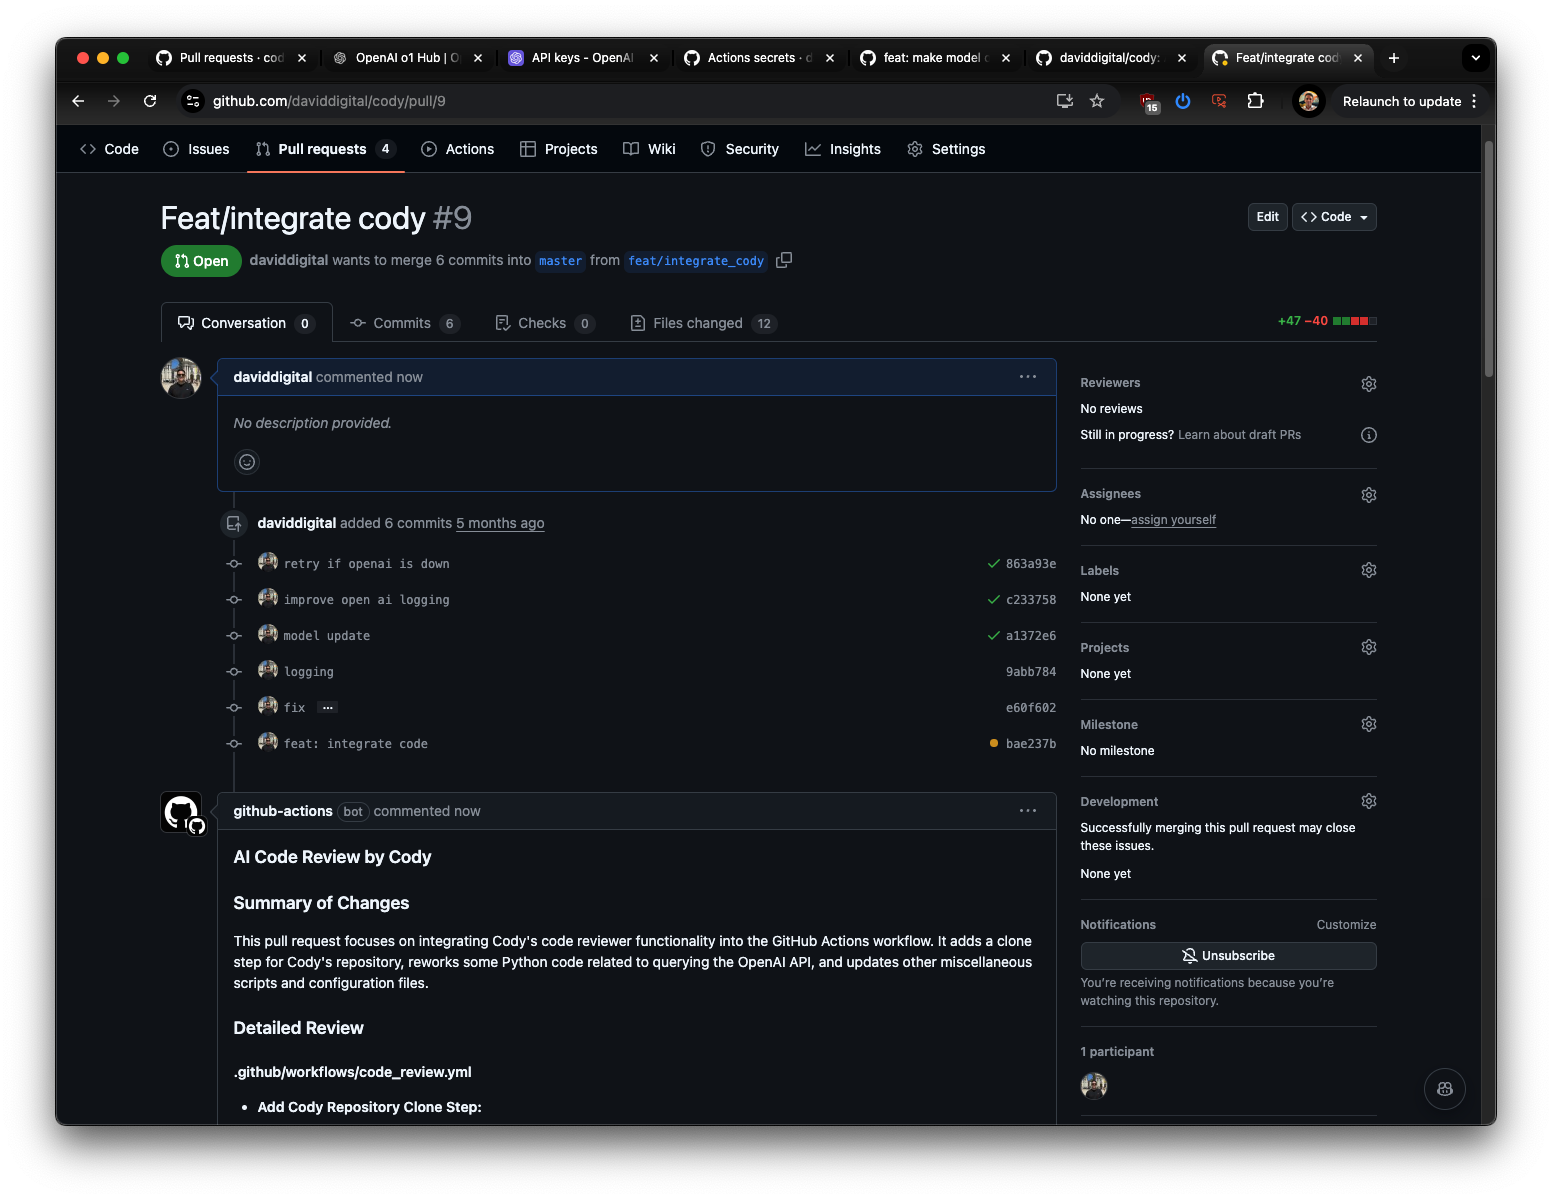 Pull requests · cod
OpenAI o1 Hub | O
API keys - OpenAI
Actions secrets · d
feat: make model c
daviddigital/cody:
Feat/integrate cod
github.com/daviddigital/cody/pull/9
15
Relaunch to update
Code
Issues
Pull requests 4
Actions
Projects
Wiki
Security
Insights
Settings
Feat/integrate cody #9
Edit
<> Code
Open
daviddigital wants to merge 6 commits into master from feat/integrate_cody
Conversation 0
Commits 6
Checks 0
Files changed 12
+47 −40
daviddigital commented now
No description provided.
daviddigital added 6 commits 5 months ago
retry if openai is down 863a93e
improve open ai logging c233758
model update a1372e6
logging 9abb784
fix ... e60f602
feat: integrate code bae237b
github-actions bot commented now
AI Code Review by Cody
Summary of Changes
This pull request focuses on integrating Cody's code reviewer functionality into the GitHub Actions workflow. It adds a clone
step for Cody's repository, reworks some Python code related to querying the OpenAI API, and updates other miscellaneous
scripts and configuration files.
Detailed Review
.github/workflows/code_review.yml
• Add Cody Repository Clone Step:
Reviewers
No reviews
Still in progress? Learn about draft PRs
Assignees
No one—assign yourself
Labels
None yet
Projects
None yet
Milestone
No milestone
Development
Successfully merging this pull request may close
these issues.
None yet
Notifications
Customize
Unsubscribe
You're receiving notifications because you're
watching this repository.
1 participant